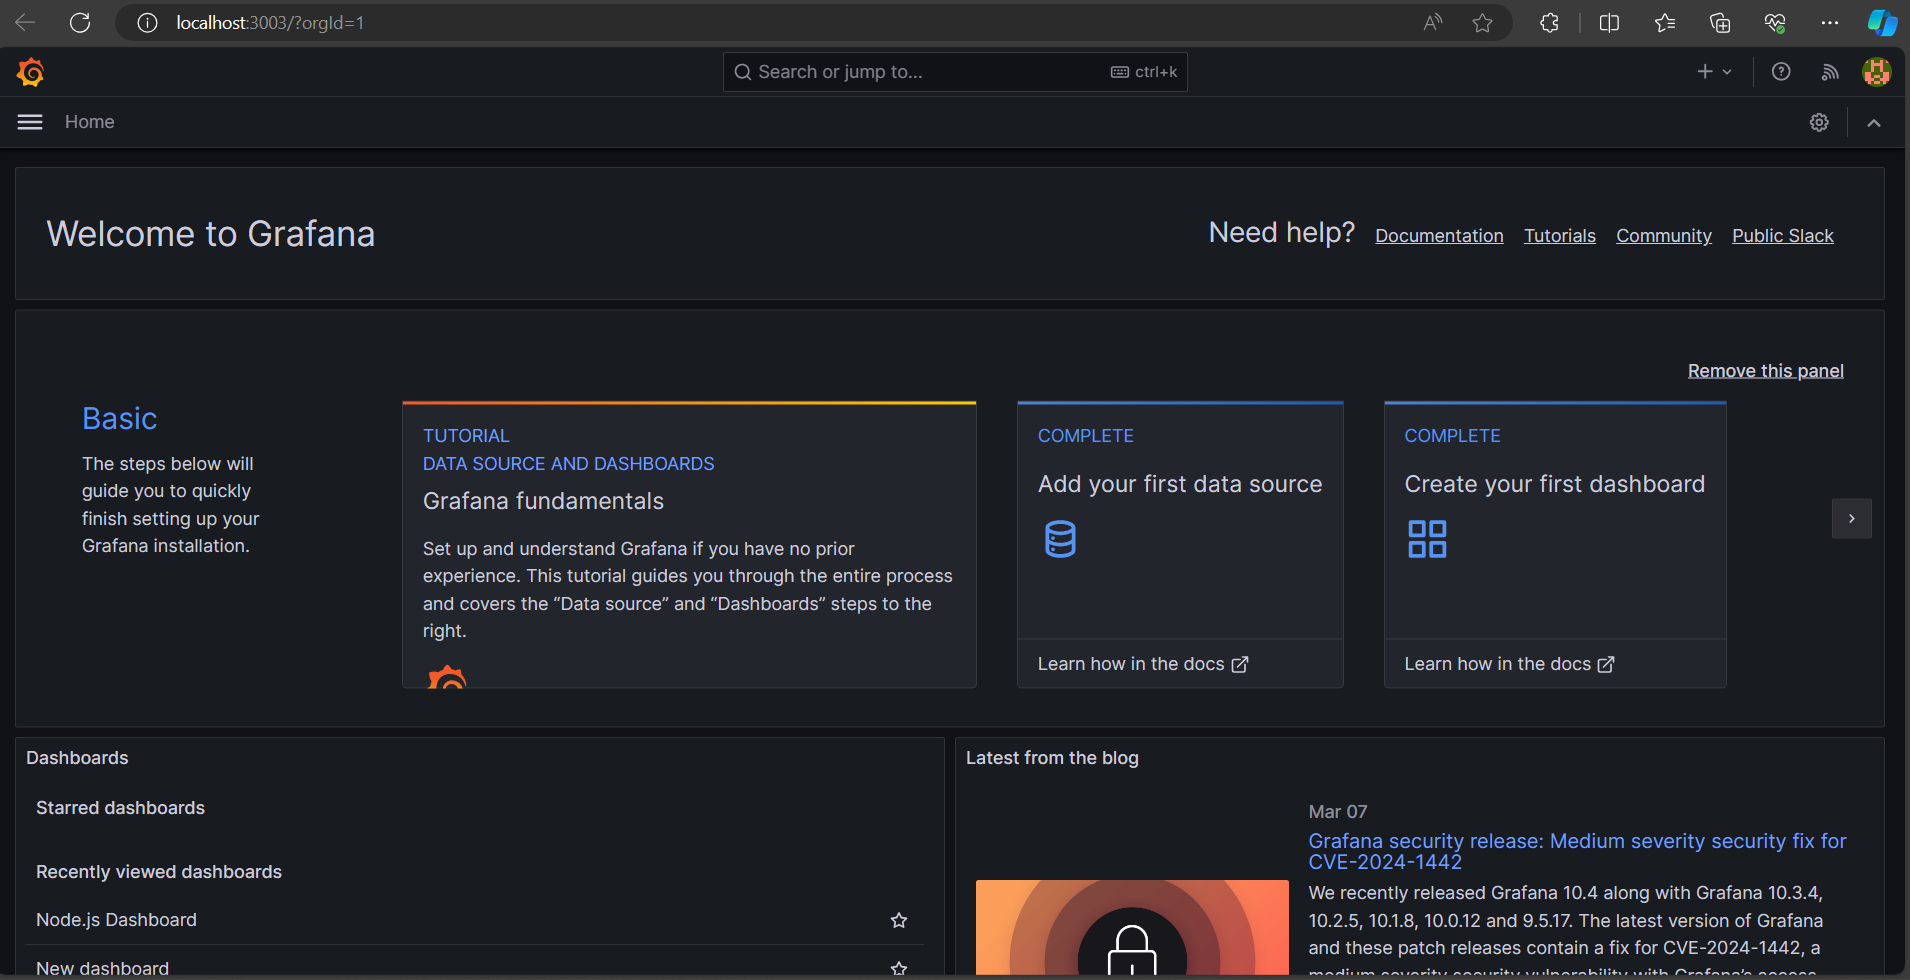 localhost:3003/?orgId=1
Search or jump to...
ctrl+k
Home
Welcome to Grafana
Need help?
Documentation
Tutorials
Community
Public Slack
Remove this panel
Basic
The steps below will
guide you to quickly
finish setting up your
Grafana installation.
TUTORIAL
DATA SOURCE AND DASHBOARDS
Grafana fundamentals
Set up and understand Grafana if you have no prior
experience. This tutorial guides you through the entire process
and covers the “Data source” and “Dashboards” steps to the
right.
COMPLETE
Add your first data source
Learn how in the docs
COMPLETE
Create your first dashboard
Learn how in the docs
Dashboards
Starred dashboards
Recently viewed dashboards
Node.js Dashboard
New dashboard
Latest from the blog
Mar 07
Grafana security release: Medium severity security fix for
CVE-2024-1442
We recently released Grafana 10.4 along with Grafana 10.3.4,
10.2.5, 10.1.8, 10.0.12 and 9.5.17. The latest version of Grafana
and these patch releases contain a fix for CVE-2024-1442, a
medium severity security vulnerability with Grafana’s access